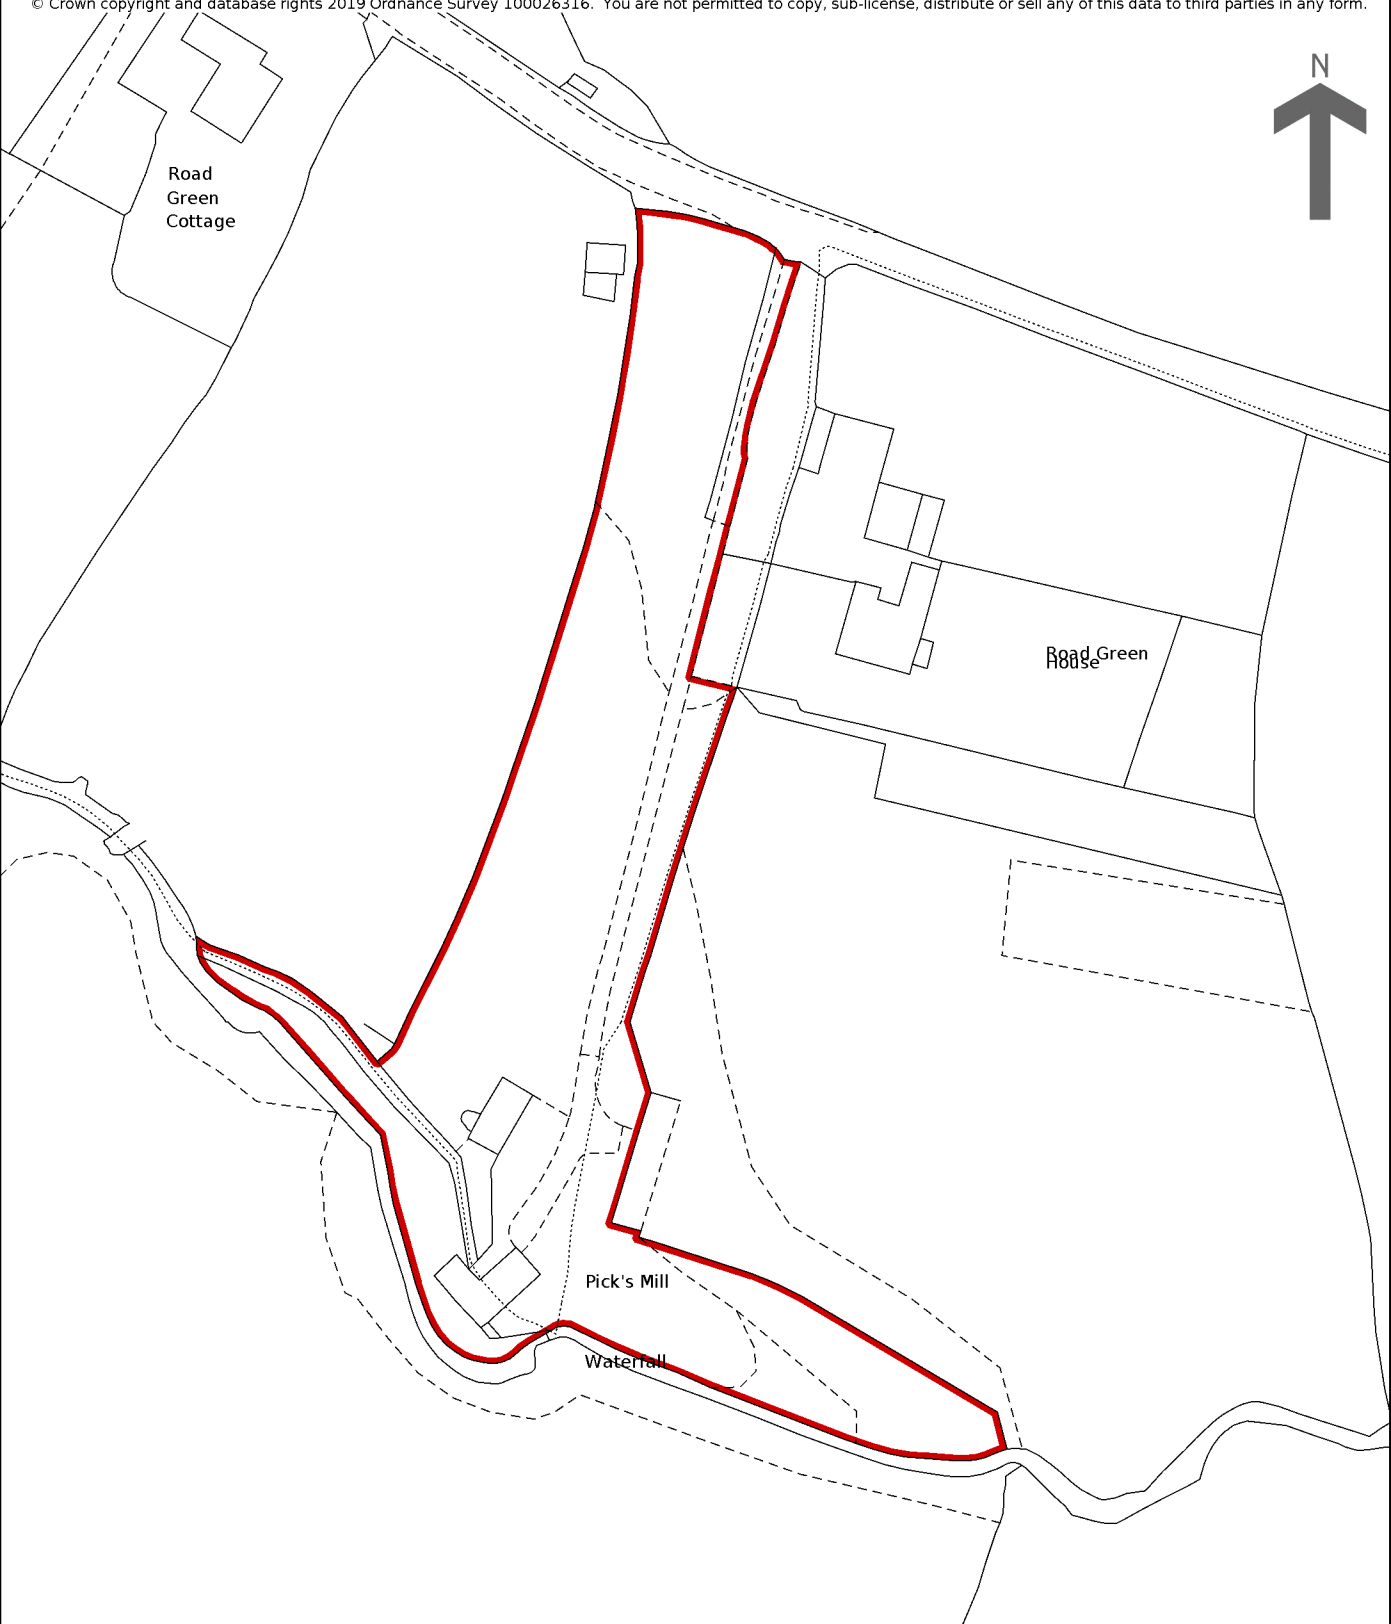 © Crown copyright and database rights 2019 Ordnance Survey 100026316.  You are not permitted to copy, sub-license, distribute or sell any of this data to third parties in any form.
N
Road
Green
Cottage
Road Green
House
Pick's Mill
Waterfall